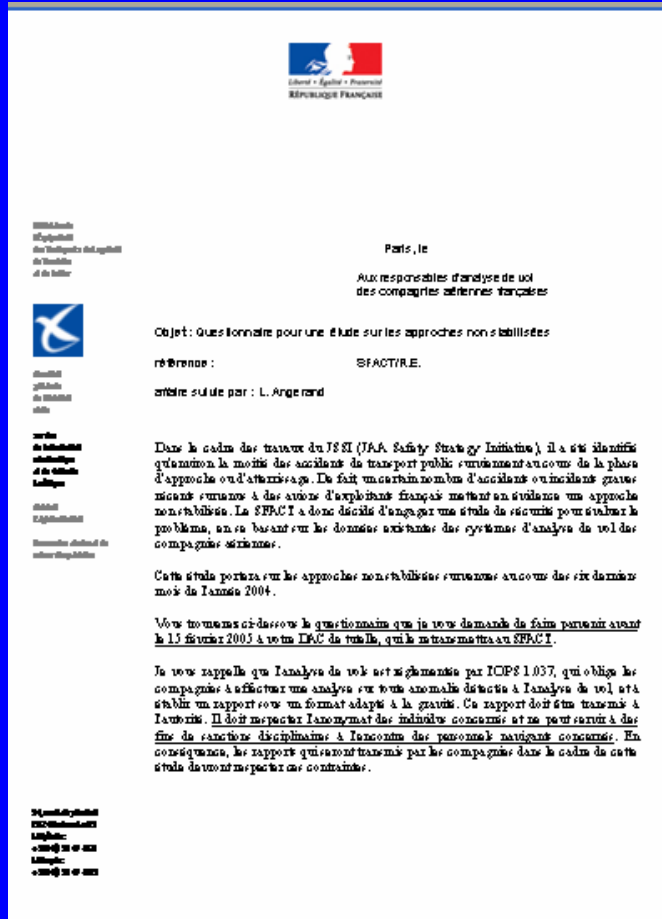 Liberté • Égalité • Fraternité
RÉPUBLIQUE FRANÇAISE
Paris, le
Aux responsables d'analyse de vol
des compagnies aériennes françaises
Objet : Questionnaire pour une étude sur les approches non stabilisées
référence : SFACT/R.E.
affaire suivie par : L. Angerand
Dans le cadre des travaux du JSSI (JAA Safety Strategy Initiative), il a été identifié
qu'environ la moitié des accidents de transport public surviennent au cours de la phase
d'approche ou d'atterrissage. De fait, un certain nombre d'accidents ou incidents graves
récents survenus à des avions d'exploitants français mettent en évidence une approche
non stabilisée. Le SFACT a donc décidé d'engager une étude de sécurité pour évaluer le
problème, en se basant sur les données existantes des systèmes d'analyse de vol des
compagnies aériennes.
Cette étude portera sur les approches non stabilisées survenues au cours des six derniers
mois de l'année 2004.
Vous trouverez ci-dessous le questionnaire que je vous demande de faire parvenir avant
le 15 février 2005 à votre DAC de tutelle, qui le retransmettra au SFACT.
Je vous rappelle que l'analyse de vols est réglementée par l'OPS 1.037, qui oblige les
compagnies à effectuer une analyse sur toute anomalie détectée à l'analyse de vol, et à
établir un rapport sous un format adapté à la gravité. Ce rapport doit être transmis à
l'autorité. Il doit respecter l'anonymat des individus concernés et ne peut servir à des
fins de sanctions disciplinaires à l'encontre des personnels navigants concernés. En
conséquence, les rapports qui seront transmis par les compagnies dans le cadre de cette
étude devront respecter ces contraintes.